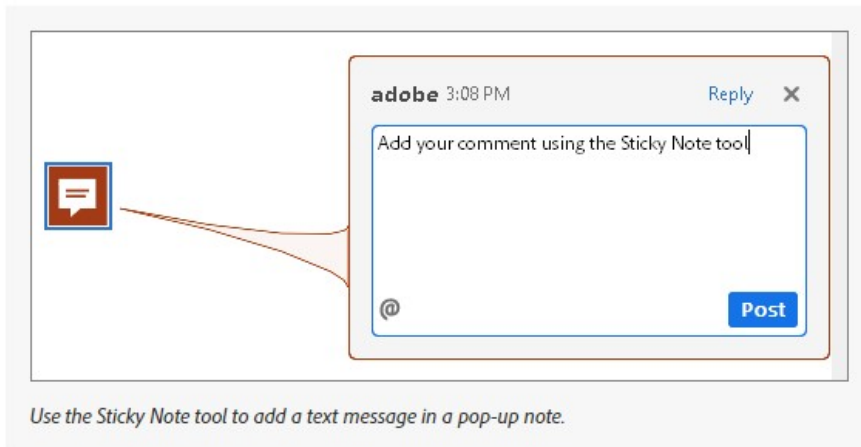 adobe 3:08 PM Reply
Add your comment using the Sticky Note tool
@ Post
Use the Sticky Note tool to add a text message in a pop-up note.